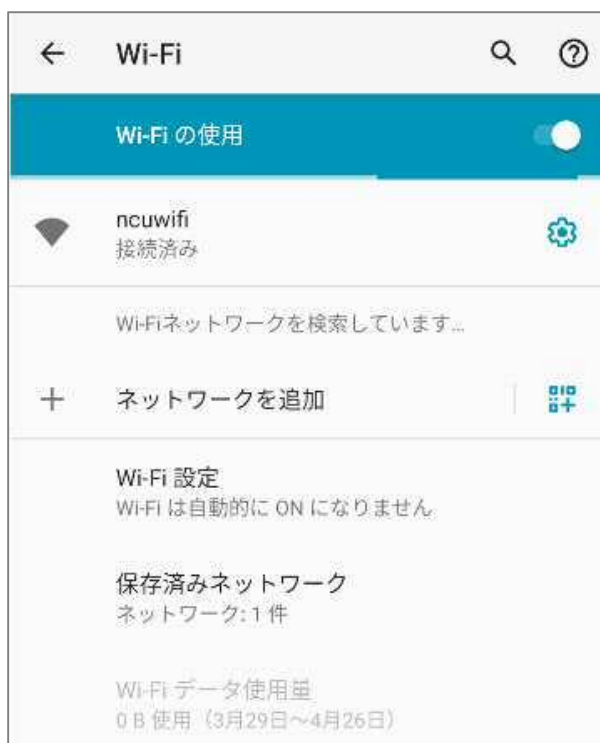 Wi-Fi
Wi-Fi の使用
ncuwifi
接続済み
Wi-Fiネットワークを検索しています...
ネットワークを追加
Wi-Fi 設定
Wi-Fi は自動的に ON になりません
保存済みネットワーク
ネットワーク: 1 件
Wi-Fi データ使用量
0 B 使用（3月29日～4月26日）